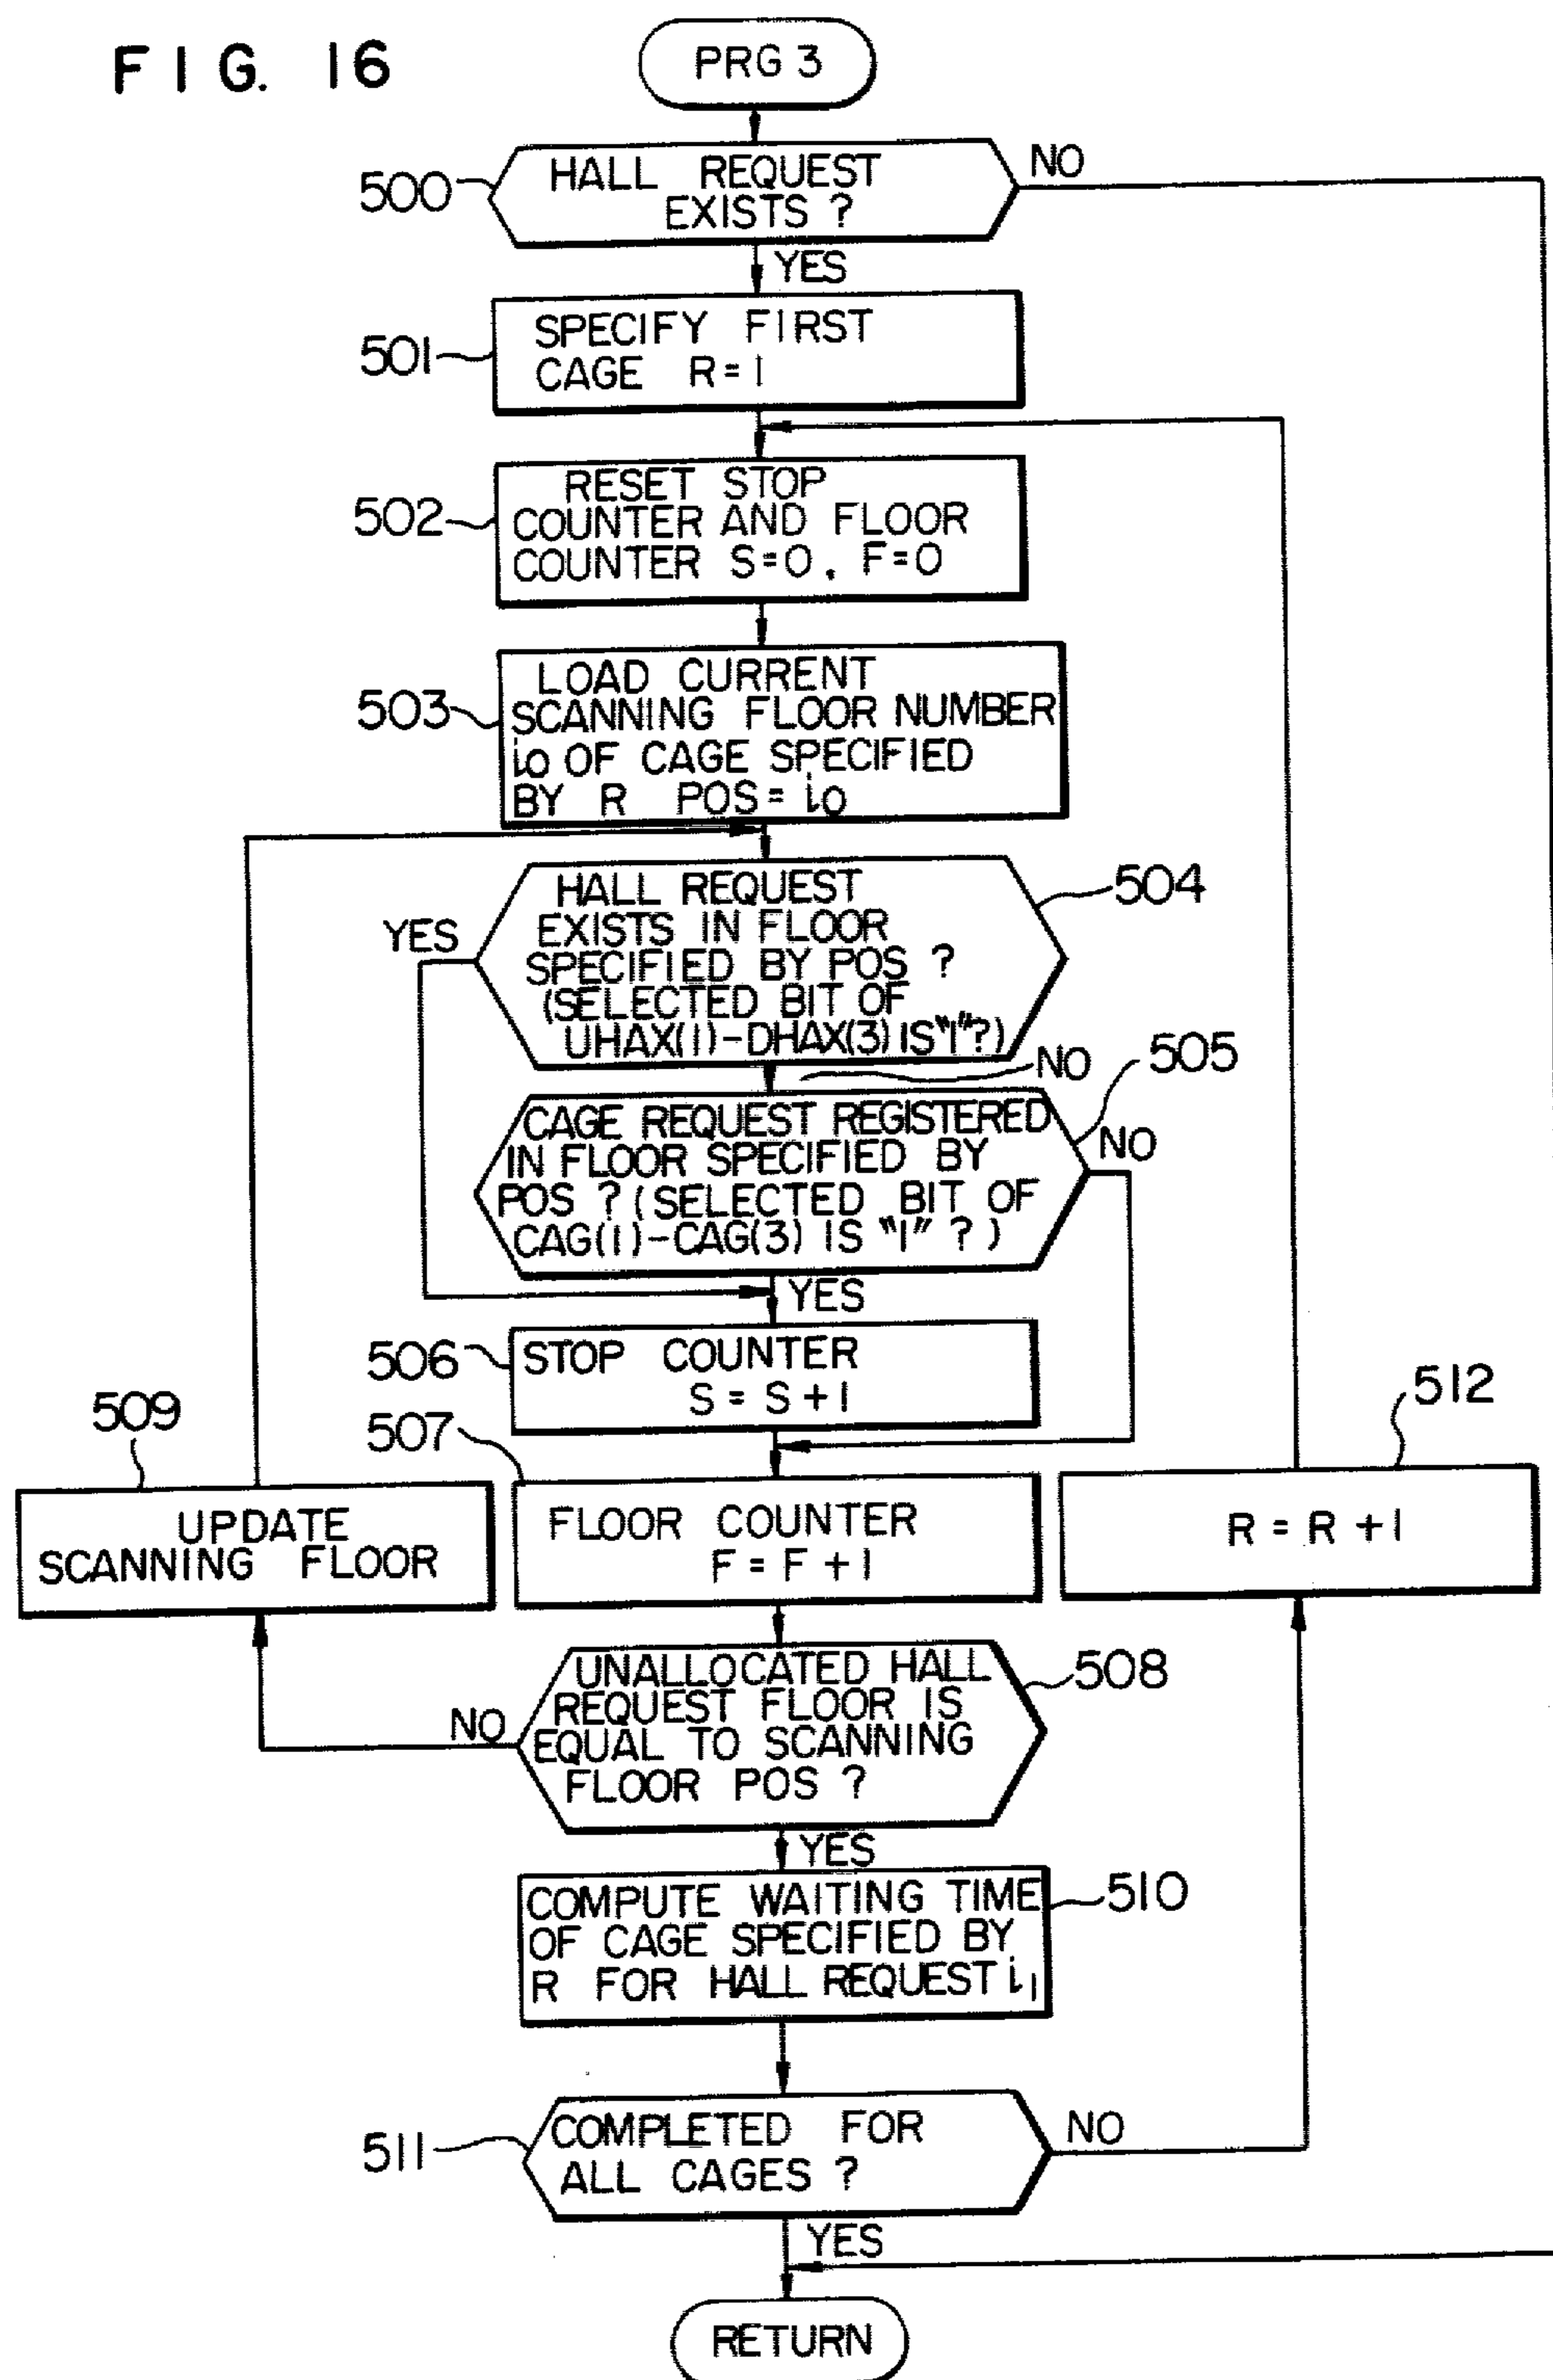 FIG. 16
PRG 3
500
HALL REQUEST
EXISTS ?
NO
YES
501
SPECIFY FIRST
CAGE R=1
502
RESET STOP
COUNTER AND FLOOR
COUNTER S=0, F=0
503
LOAD CURRENT
SCANNING FLOOR NUMBER
i0 OF CAGE SPECIFIED
BY R POS=i0
504
HALL REQUEST
EXISTS IN FLOOR
SPECIFIED BY POS ?
(SELECTED BIT OF
UHAX(1)-DHAX(3) IS "1"?)
YES
NO
505
CAGE REQUEST REGISTERED
IN FLOOR SPECIFIED BY
POS ? (SELECTED BIT OF
CAG(1)-CAG(3) IS "1" ?)
NO
YES
506
STOP COUNTER
S = S+1
507
FLOOR COUNTER
F = F+1
509
UPDATE
SCANNING FLOOR
512
R = R+1
508
UNALLOCATED HALL
REQUEST FLOOR IS
EQUAL TO SCANNING
FLOOR POS ?
NO
YES
510
COMPUTE WAITING TIME
OF CAGE SPECIFIED BY
R FOR HALL REQUEST i1
511
COMPLETED FOR
ALL CAGES ?
NO
YES
RETURN